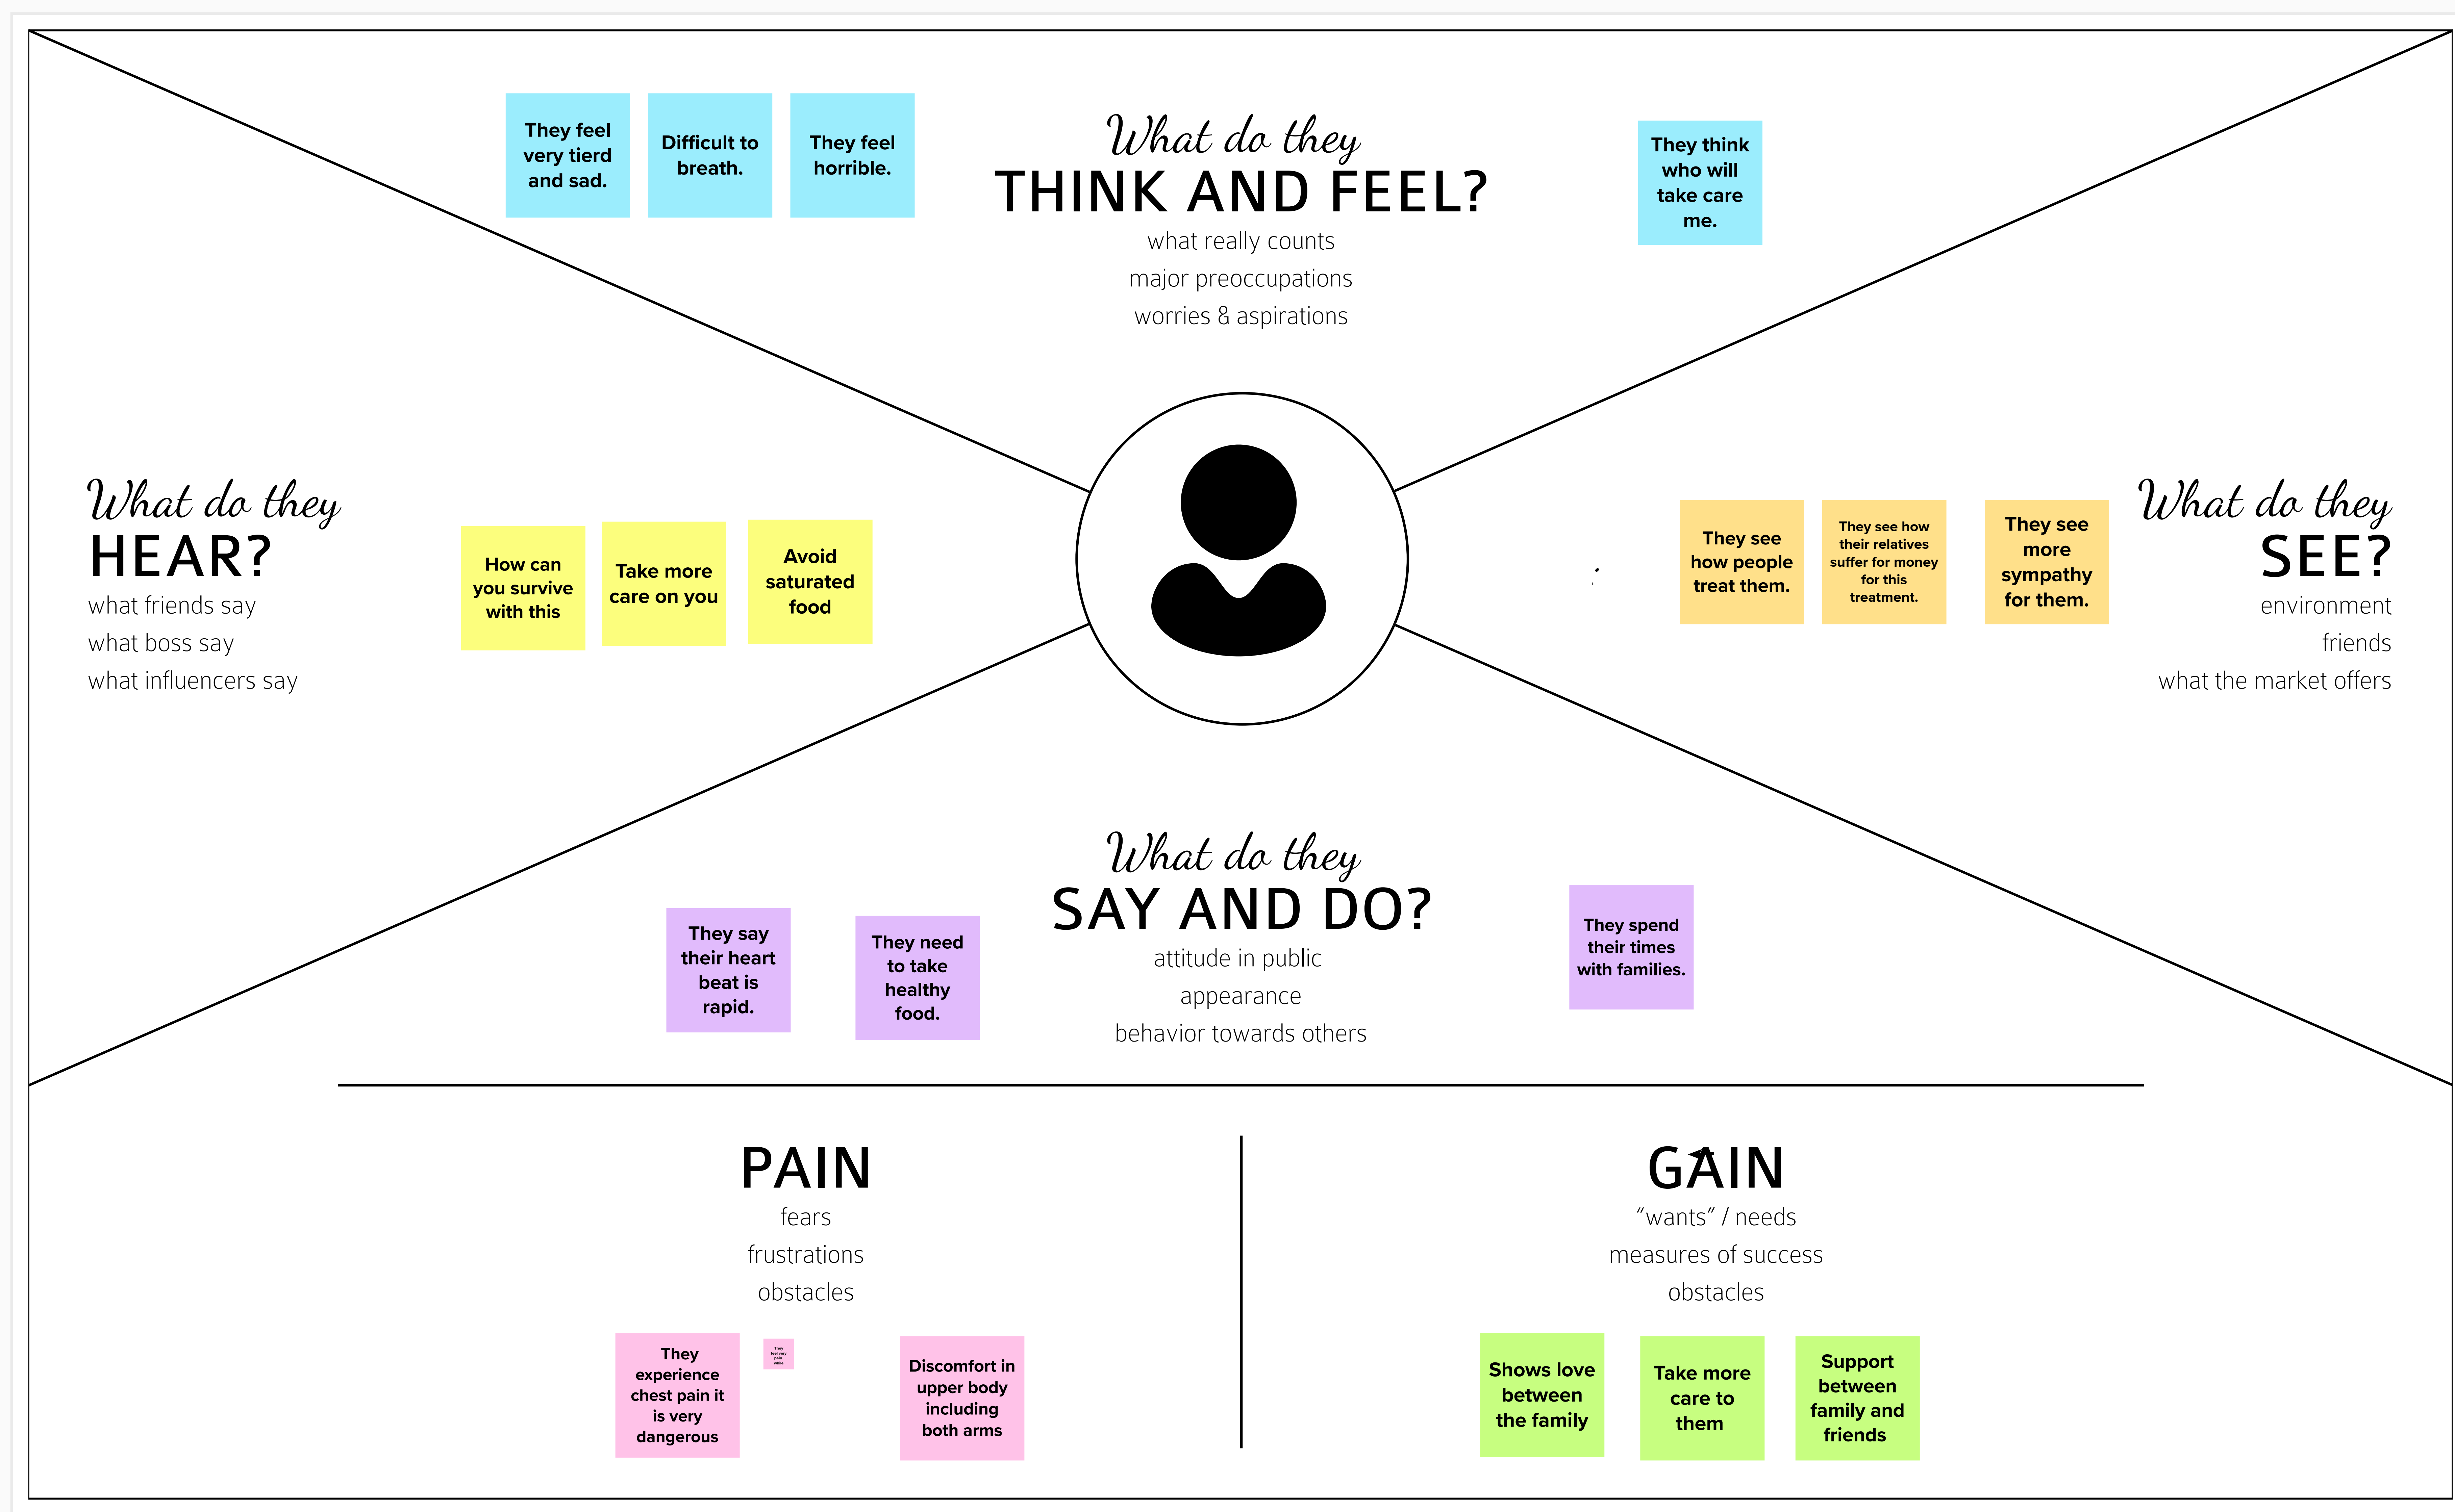 They feel
very tierd
and sad.
Difficult to
breath.
They feel
horrible.
What do they
THINK AND FEEL?
what really counts
major preoccupations
worries & aspirations
They think
who will
take care
me.
What do they
HEAR?
what friends say
what boss say
what influencers say
How can
you survive
with this
Take more
care on you
Avoid
saturated
food
They see
how people
treat them.
They see how
their relatives
suffer for money
for this
treatment.
They see
more
sympathy
for them.
What do they
SEE?
environment
friends
what the market offers
What do they
SAY AND DO?
attitude in public
appearance
behavior towards others
They say
their heart
beat is
rapid.
They need
to take
healthy
food.
They spend
their times
with families.
PAIN
fears
frustrations
obstacles
They
experience
chest pain it
is very
dangerous
They
feel very
pain
while
Discomfort in
upper body
including
both arms
GAIN
“wants” / needs
measures of success
obstacles
Shows love
between
the family
Take more
care to
them
Support
between
family and
friends